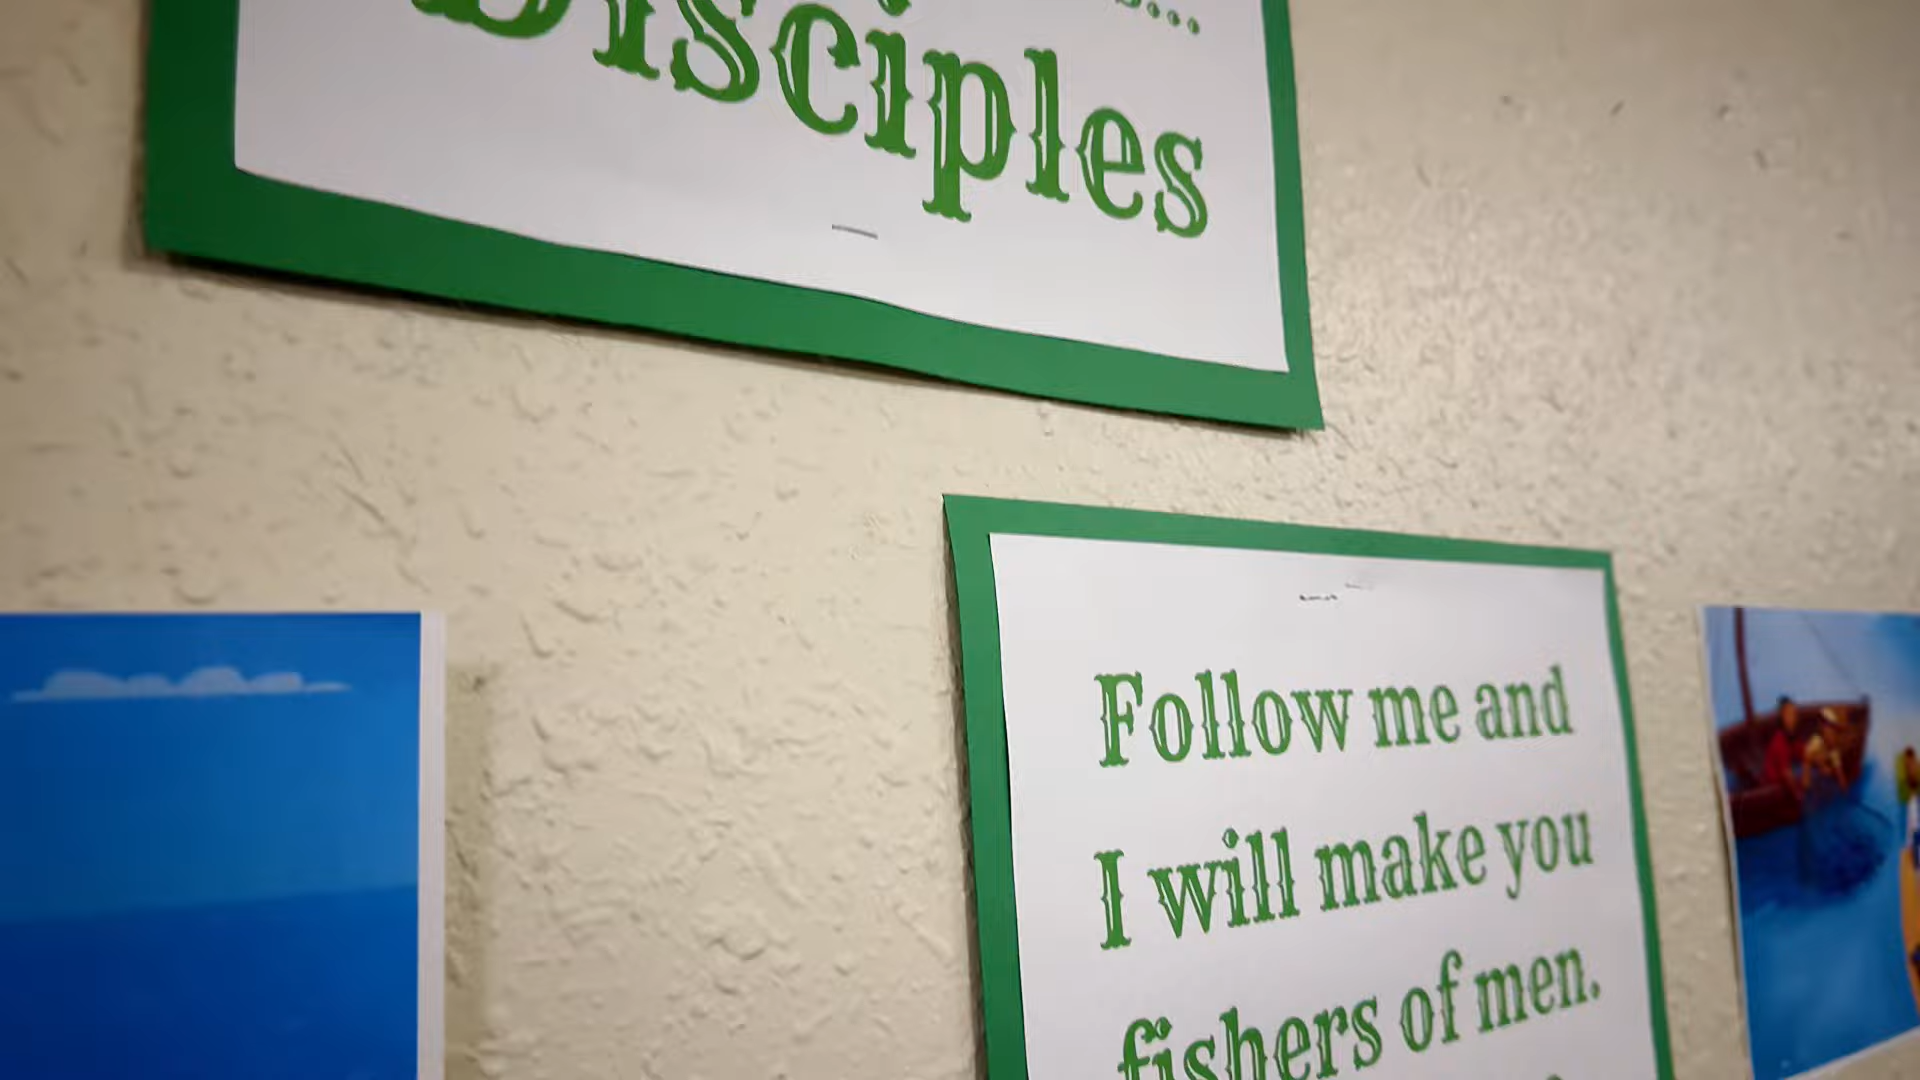 Disciples
Follow me and
I will make you
fishers of men.